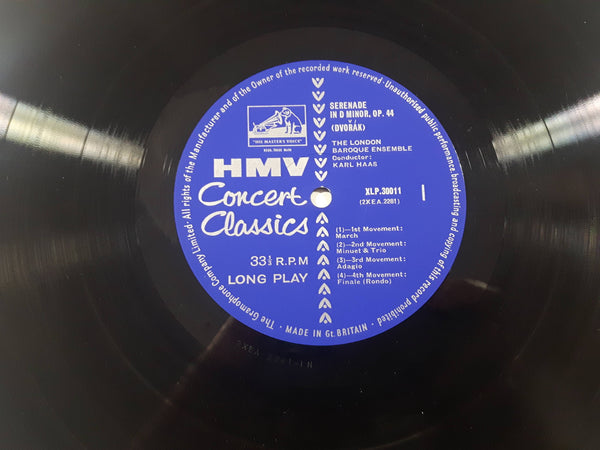 The Gramophone Company Limited · All rights of the Manufacturer and of the Owner of the recorded work reserved · Unauthorised public performance, broadcasting and copying of this record prohibited ·
"HIS MASTER'S VOICE"
HMV
Concert
Classics
33⅓ R.P.M
LONG PLAY
SERENADE
IN D MINOR, OP. 44
(DVOŘÁK)
THE LONDON
BAROQUE ENSEMBLE
Conductor:
KARL HAAS
XLP.30011
(2XEA.2261)
1
(1)—1st Movement:
March
(2)—2nd Movement:
Minuet & Trio
(3)—3rd Movement:
Adagio
(4)—4th Movement:
Finale (Rondo)
MADE IN Gt. BRITAIN
2XEA 2261-1N